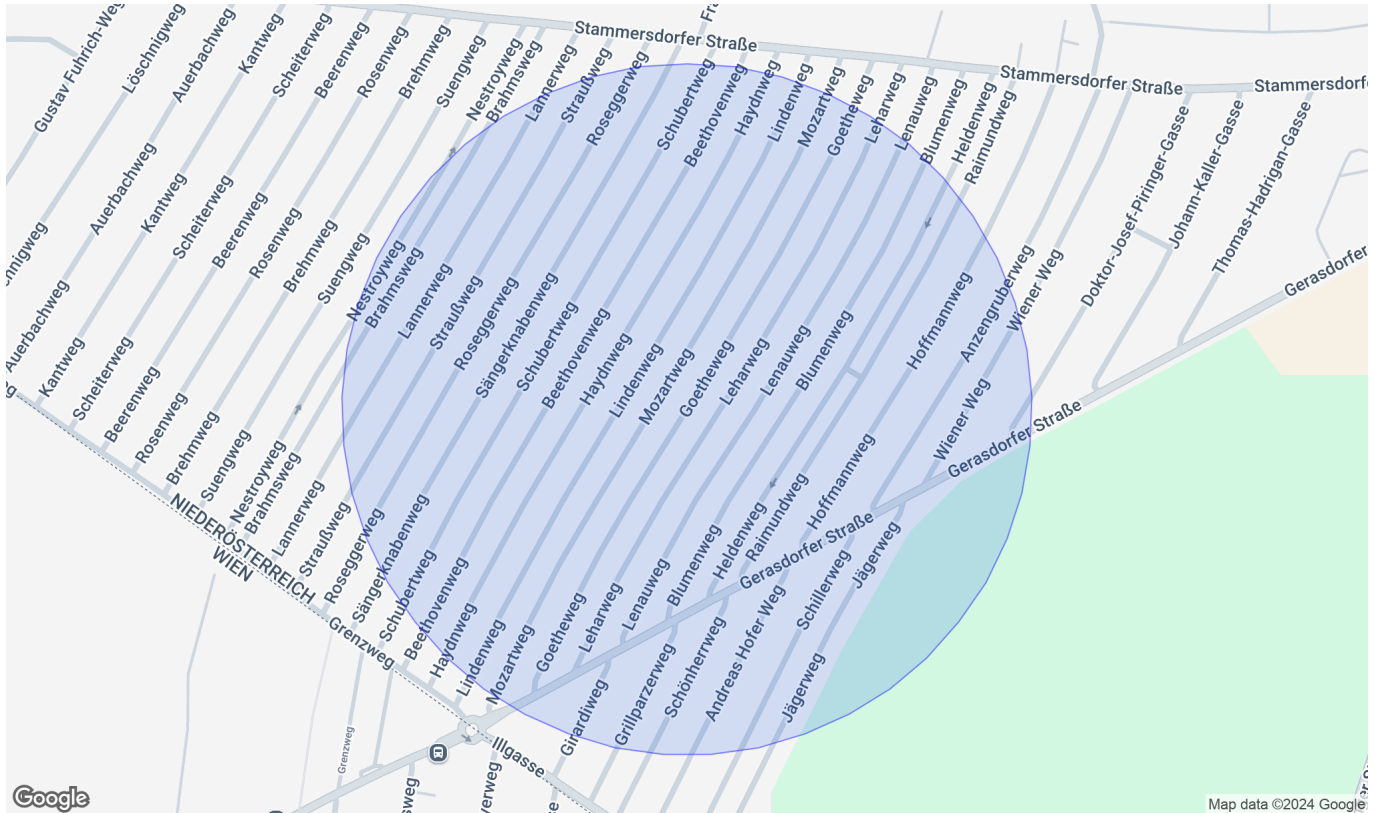 Gustav-Fuhrich-Weg
Löschnigweg
Auerbachweg
Kantweg
Scheiterweg
Beerenweg
Rosenweg
Brehmweg
Suengweg
Nestroyweg
Brahmsweg
Lannerweg
Straußweg
Roseggerweg
Stammersdorfer Straße
Schubertweg
Beethovenweg
Haydnweg
Lindenweg
Mozartweg
Goetheweg
Leharweg
Lenauweg
Blumenweg
Heldenweg
Raimundweg
Stammersdorfer Straße
Doktor-Josef-Piringer-Gasse
Johann-Kaller-Gasse
Thomas-Hadrigan-Gasse
Auerbachweg
Kantweg
Scheiterweg
Beerenweg
Rosenweg
Brehmweg
Suengweg
Nestroyweg
Brahmsweg
Lannerweg
Straußweg
Roseggerweg
Sängerknabenweg
Schubertweg
Beethovenweg
Haydnweg
Lindenweg
Mozartweg
Goetheweg
Leharweg
Lenauweg
Blumenweg
Hoffmannweg
Anzengruberweg
Wiener Weg
Auerbachweg
Kantweg
Scheiterweg
Beerenweg
Rosenweg
Brehmweg
Suengweg
Nestroyweg
Brahmsweg
Lannerweg
Straußweg
Roseggerweg
Sängerknabenweg
Schubertweg
Beethovenweg
Haydnweg
Lindenweg
Mozartweg
Goetheweg
Leharweg
Lenauweg
Blumenweg
Heldenweg
Raimundweg
Hoffmannweg
Wiener Weg
Gerasdorfer Straße
Gerasdorfer Straße
Gerasdorfer
NIEDERÖSTERREICH
WIEN
Grenzweg
Grenzweg
Illgasse
Girardiweg
Grillparzerweg
Schönherrweg
Andreas Hofer Weg
Schillerweg
Jägerweg
Jägerweg
Google
Map data ©2024 Google